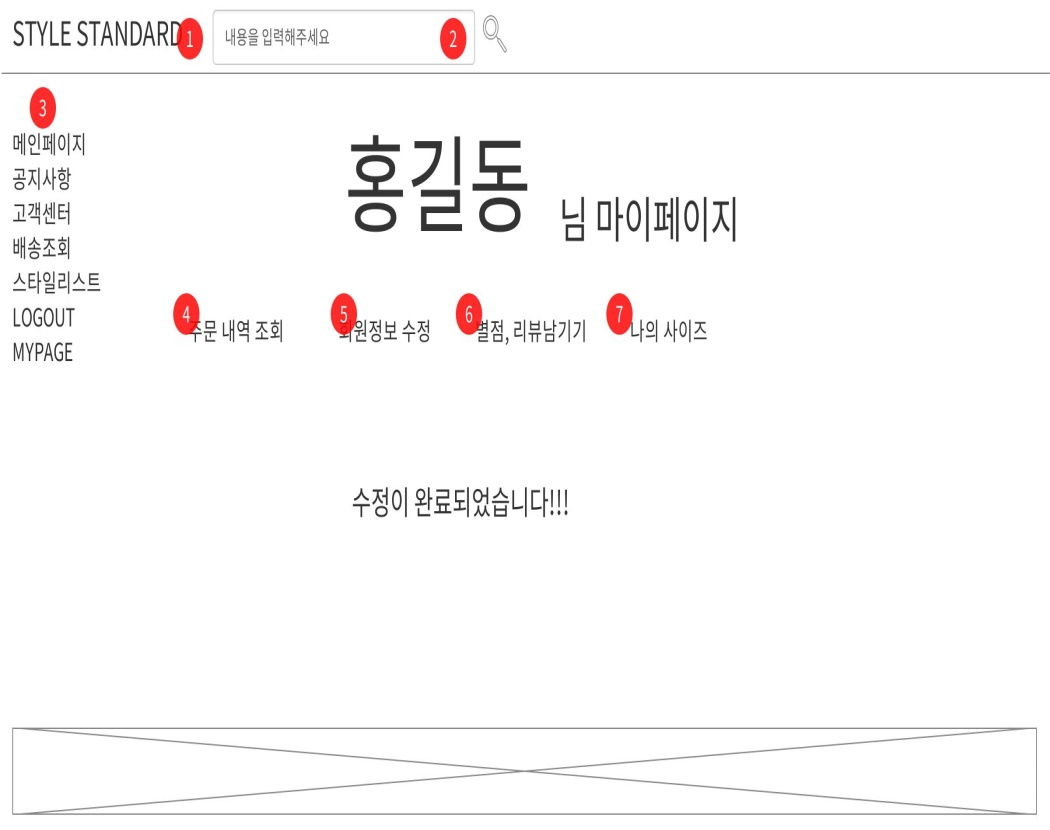 STYLE STANDARD 1 내용을 입력해주세요 2
3
메인페이지
공지사항
고객센터
배송조회
스타일리스트
LOGOUT
MYPAGE
홍길동 님 마이페이지
4 주문 내역 조회 5 회원정보 수정 6 별점, 리뷰남기기 7 나의 사이즈
수정이 완료되었습니다!!!